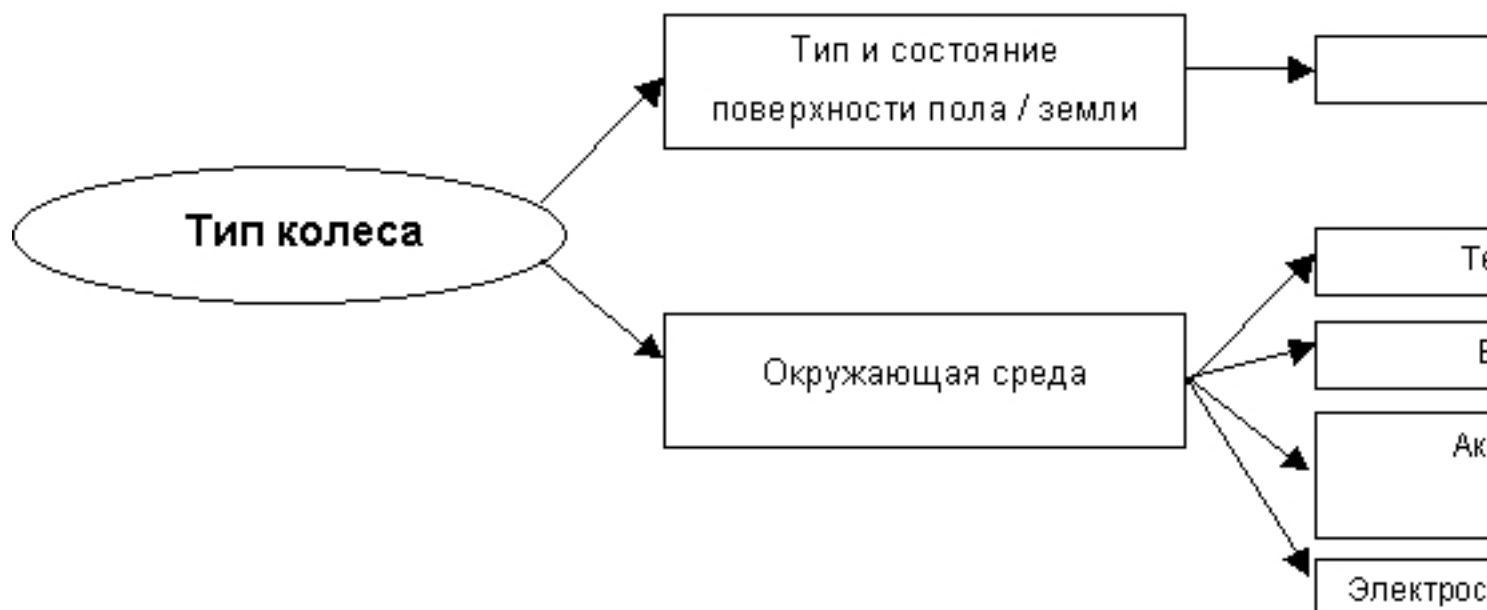 Тип и состояние
поверхности пола / земли
Тип колеса
Окружающая среда